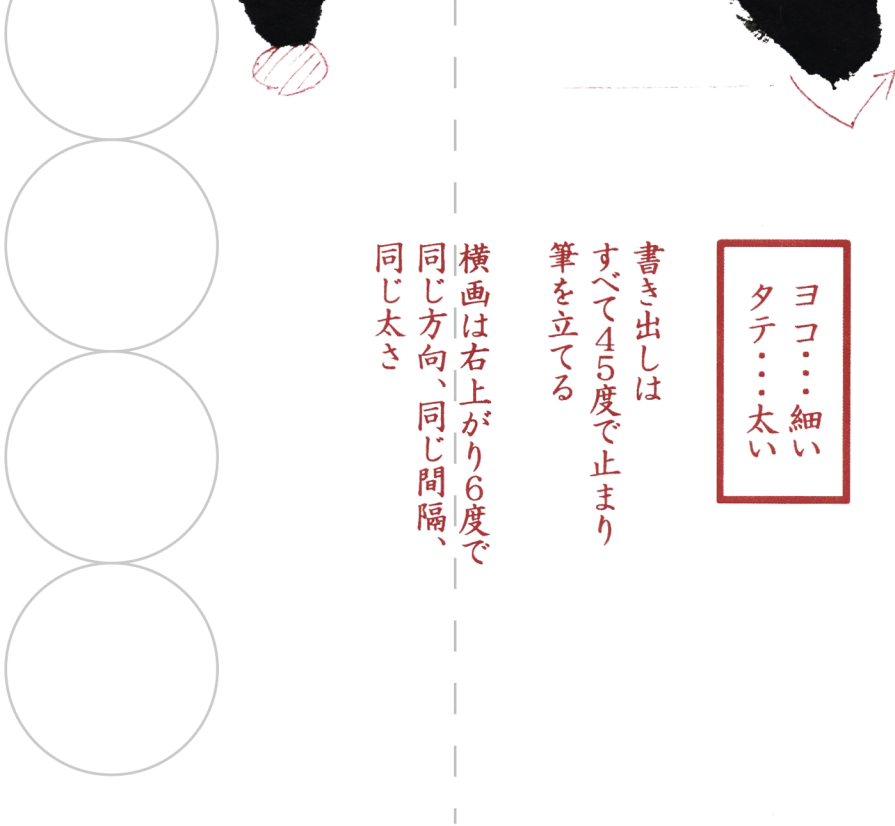 ヨコ・・・細い
タテ・・・太い
書き出しは
すべて45度で止まり
筆を立てる
横画は右上がり6度で
同じ方向、同じ間隔、
同じ太さ